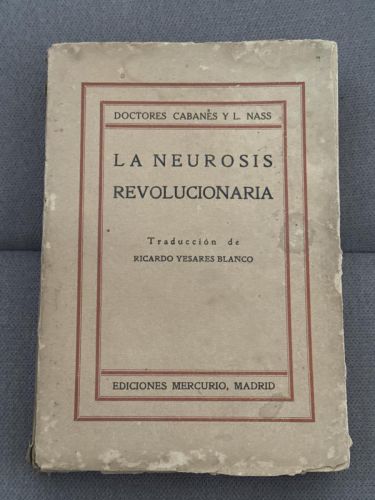 DOCTORES CABANÈS Y L. NASS
LA NEUROSIS
REVOLUCIONARIA
Traducción de
RICARDO YESARES BLANCO
EDICIONES MERCURIO, MADRID